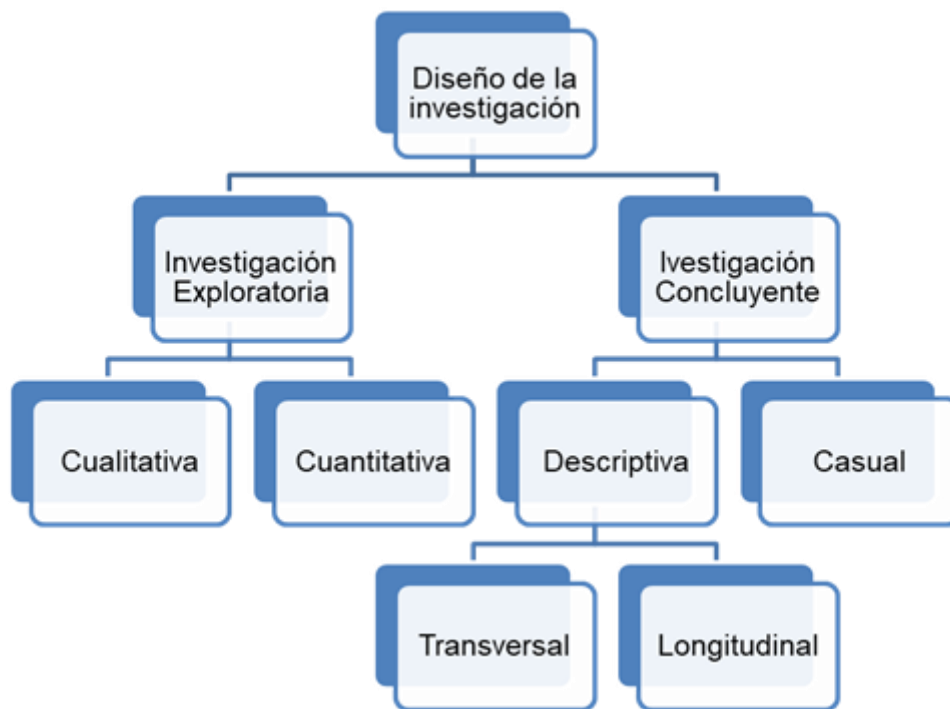 Diseño de la
investigación
Investigación
Exploratoria
Ivestigación
Concluyente
Cualitativa
Cuantitativa
Descriptiva
Casual
Transversal
Longitudinal